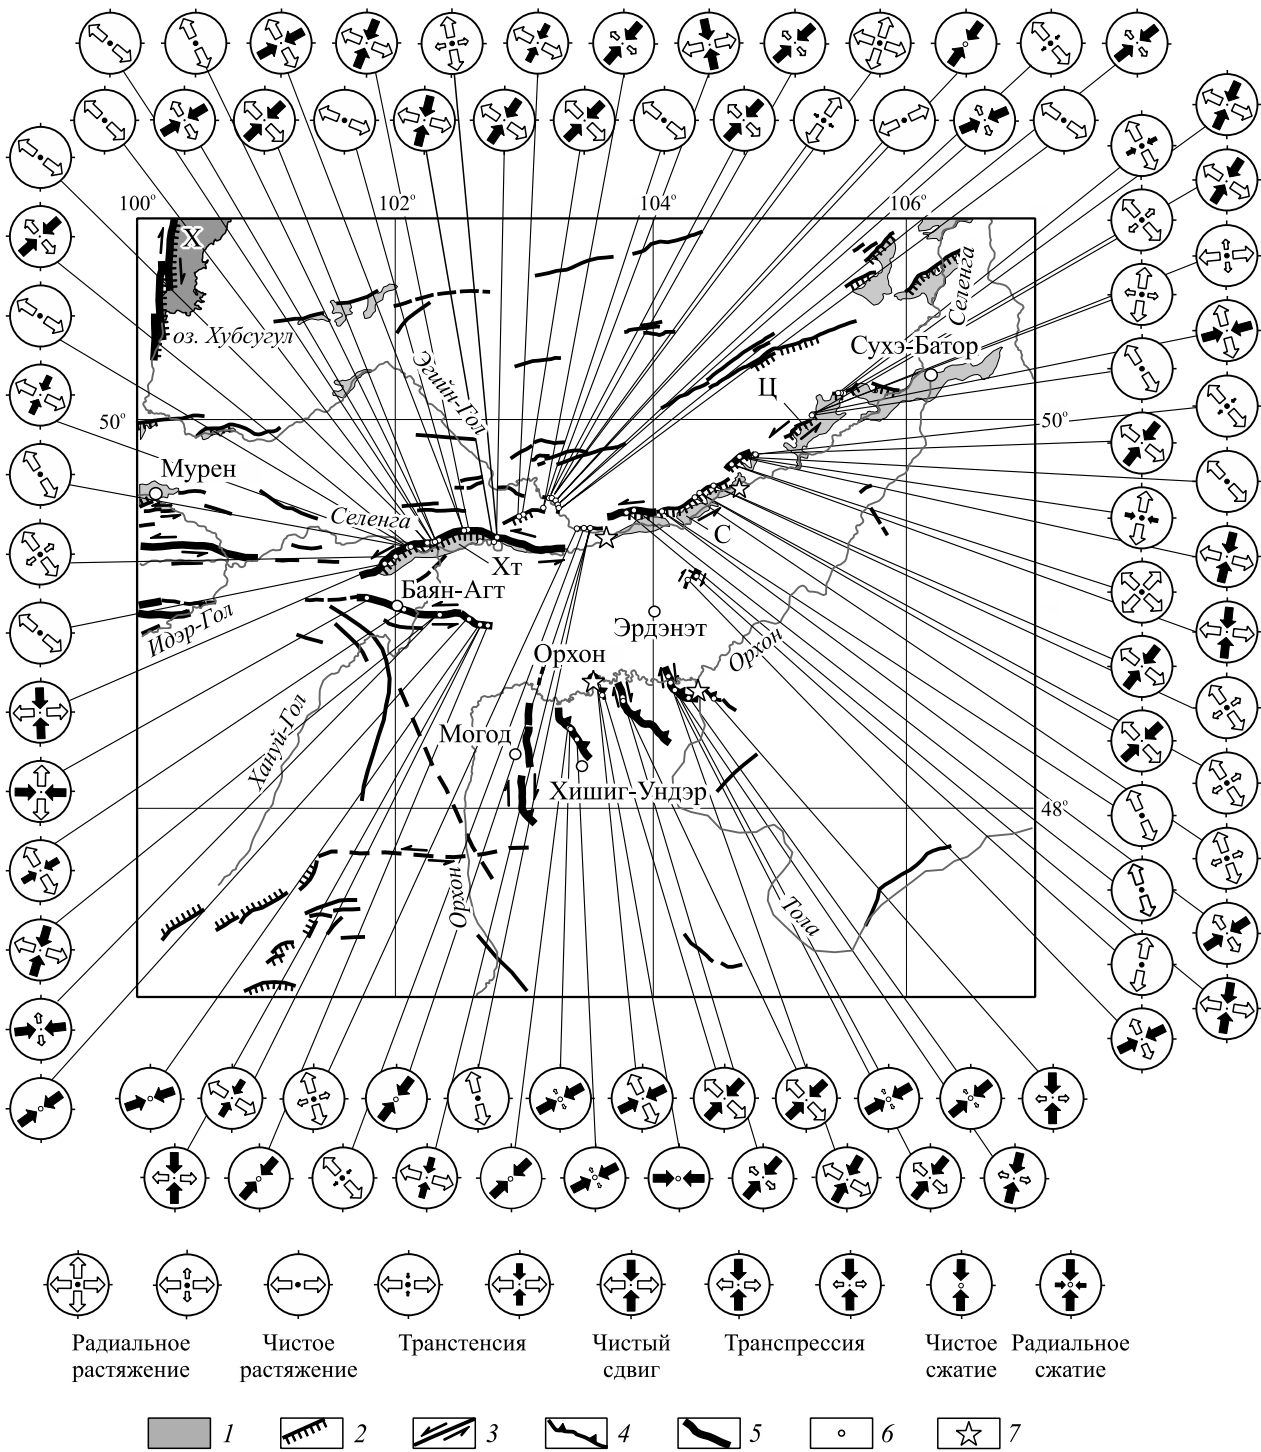 100°
102°
104°
106°
Х
оз. Хубсугул
Эгийн-Гол
Селенга
Сухэ-Батор
Ц
50°
50°
Мурен
Селенга
С
Хт
Баян-Агт
Идэр-Гол
Эрдэнэт
Орхон
Орхон
Хануй-Гол
Могод
Хишиг-Ундэр
48°
Орхон
Тола
Радиальное
растяжение
Чистое
растяжение
Транстенсия
Чистый
сдвиг
Транспрессия
Чистое
сжатие
Радиальное
сжатие
1 2 3 4 5 6 7